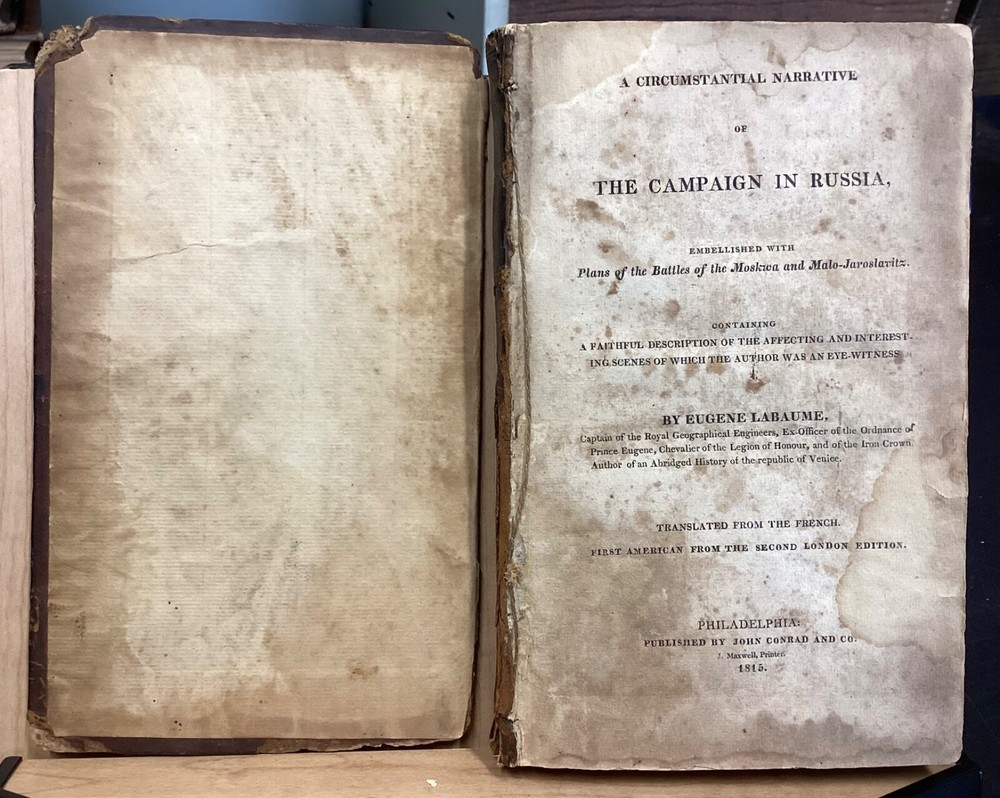 A CIRCUMSTANTIAL NARRATIVE
OF
THE CAMPAIGN IN RUSSIA,
EMBELLISHED WITH
Plans of the Battles of the Moskwa and Malo-Jaroslavitz.
CONTAINING
A FAITHFUL DESCRIPTION OF THE AFFECTING AND INTEREST-
ING SCENES OF WHICH THE AUTHOR WAS AN EYE-WITNESS
BY EUGENE LABAUME,
Captain of the Royal Geographical Engineers, Ex-Officer of the Ordnance of
Prince Eugene, Chevalier of the Legion of Honour, and of the Iron Crown
Author of an Abridged History of the republic of Venice.
TRANSLATED FROM THE FRENCH.
FIRST AMERICAN FROM THE SECOND LONDON EDITION.
PHILADELPHIA:
PUBLISHED BY JOHN CONRAD AND CO.
J. Maxwell, Printer.
1815.